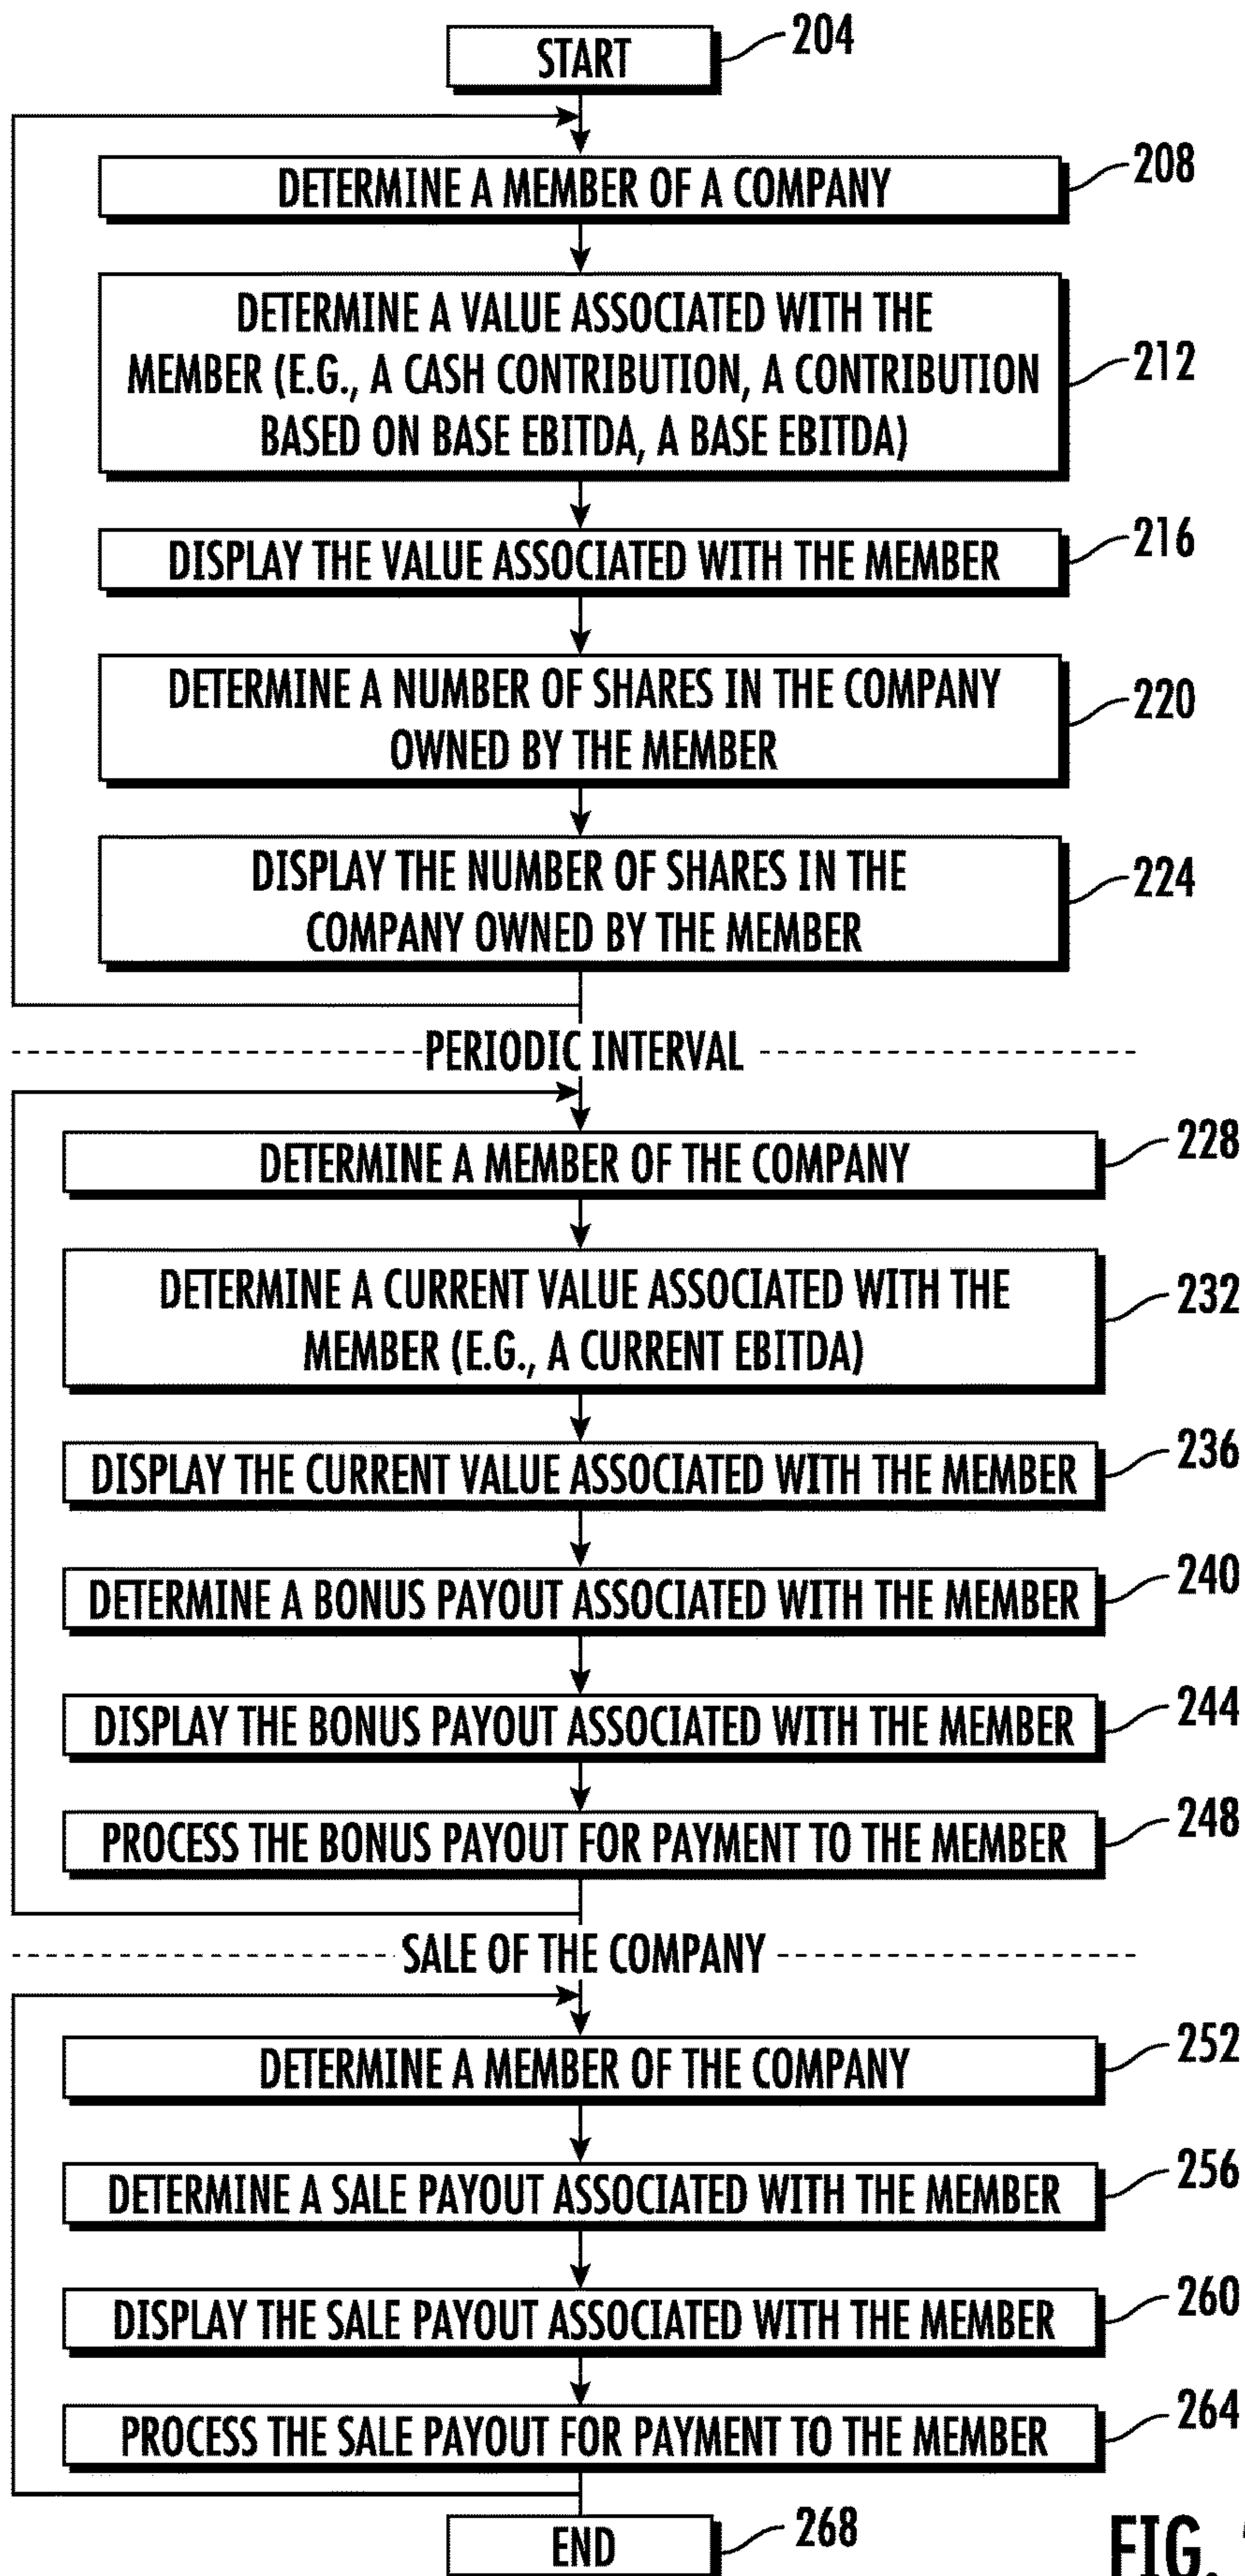 START
204
DETERMINE A MEMBER OF A COMPANY
208
DETERMINE A VALUE ASSOCIATED WITH THE
MEMBER (E.G., A CASH CONTRIBUTION, A CONTRIBUTION
BASED ON BASE EBITDA, A BASE EBITDA)
212
DISPLAY THE VALUE ASSOCIATED WITH THE MEMBER
216
DETERMINE A NUMBER OF SHARES IN THE COMPANY
OWNED BY THE MEMBER
220
DISPLAY THE NUMBER OF SHARES IN THE
COMPANY OWNED BY THE MEMBER
224
PERIODIC INTERVAL
DETERMINE A MEMBER OF THE COMPANY
228
DETERMINE A CURRENT VALUE ASSOCIATED WITH THE
MEMBER (E.G., A CURRENT EBITDA)
232
DISPLAY THE CURRENT VALUE ASSOCIATED WITH THE MEMBER
236
DETERMINE A BONUS PAYOUT ASSOCIATED WITH THE MEMBER
240
DISPLAY THE BONUS PAYOUT ASSOCIATED WITH THE MEMBER
244
PROCESS THE BONUS PAYOUT FOR PAYMENT TO THE MEMBER
248
SALE OF THE COMPANY
DETERMINE A MEMBER OF THE COMPANY
252
DETERMINE A SALE PAYOUT ASSOCIATED WITH THE MEMBER
256
DISPLAY THE SALE PAYOUT ASSOCIATED WITH THE MEMBER
260
PROCESS THE SALE PAYOUT FOR PAYMENT TO THE MEMBER
264
END
268
FIG.